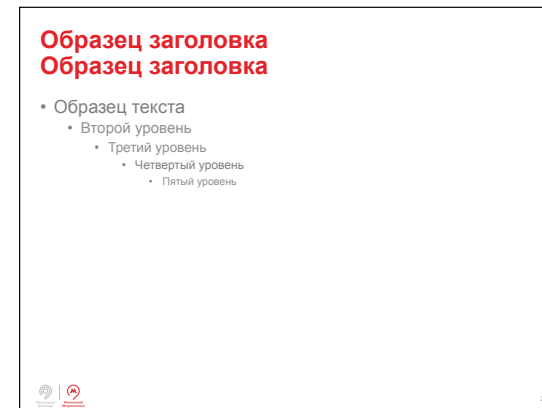 Образец заголовка
Образец заголовка
• Образец текста
• Второй уровень
• Третий уровень
• Четвертый уровень
• Пятый уровень